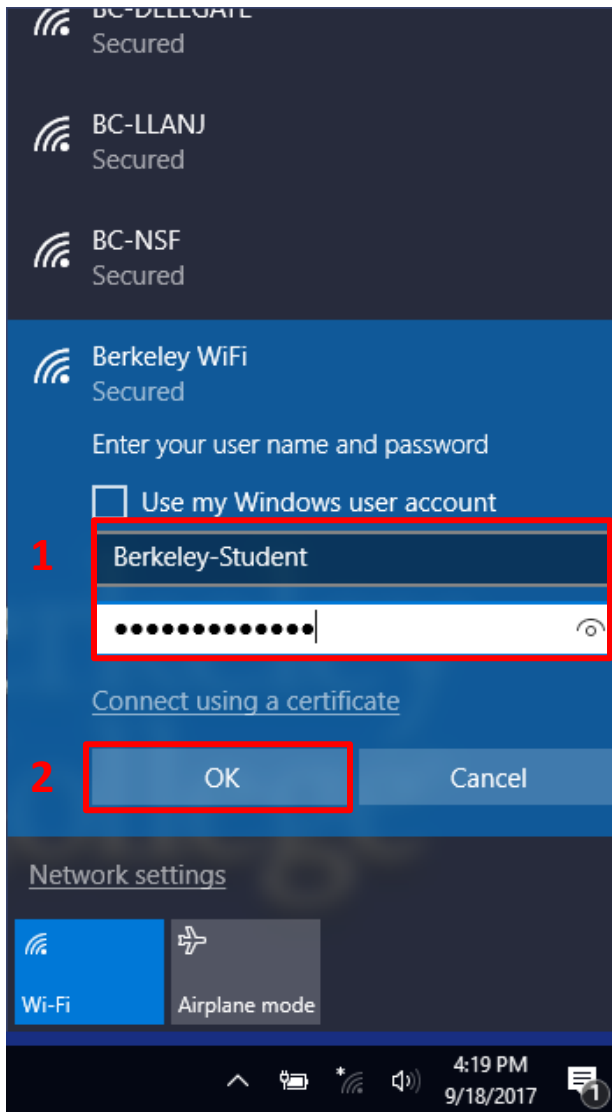 BC-DELEGATE
Secured
BC-LLANJ
Secured
BC-NSF
Secured
Berkeley WiFi
Secured
Enter your user name and password
Use my Windows user account
1
Berkeley-Student
●●●●●●●●●●●●●
Connect using a certificate
2
OK
Cancel
Network settings
Wi-Fi
Airplane mode
4:19 PM
9/18/2017
1